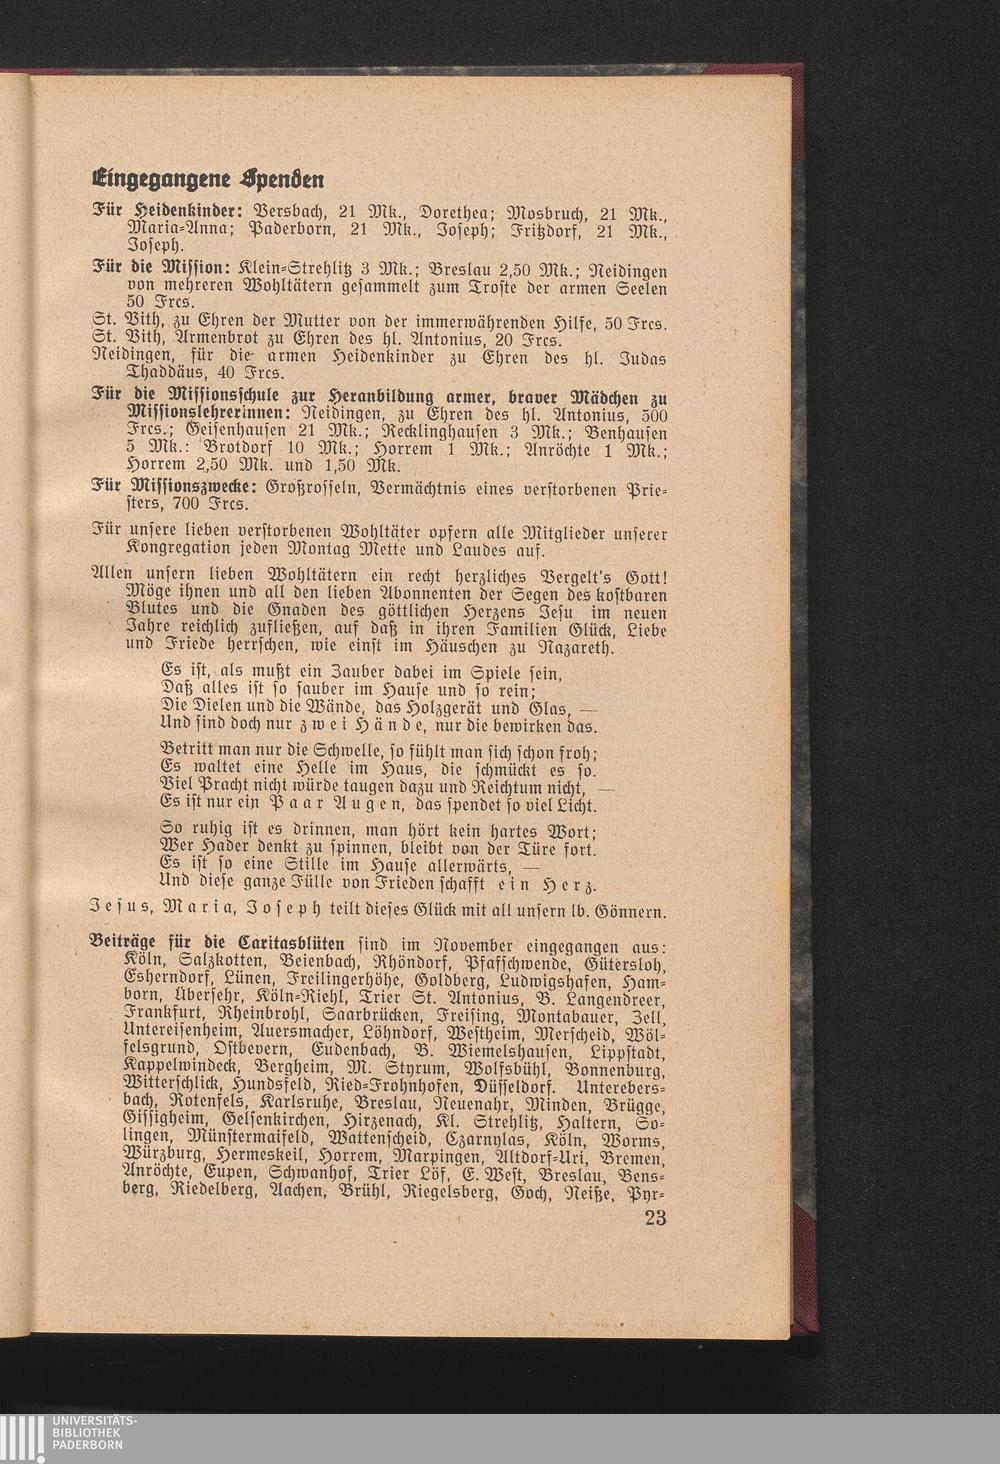 Eingegangene Spenden
Für Heidenkinder: Versbach, 21 Mk., Dorethea; Mosbruch, 21 Mk.,
Maria-Anna; Paderborn, 21 Mk., Joseph; Fritzdorf, 21 Mk.,
Joseph.
Für die Mission: Klein-Strehlitz 3 Mk.; Breslau 2,50 Mk.; Neidingen
von mehreren Wohltätern gesammelt zum Troste der armen Seelen
50 Frcs.
St. Vith, zu Ehren der Mutter von der immerwährenden Hilfe, 50 Frcs.
St. Vith, Armenbrot zu Ehren des hl. Antonius, 20 Frcs.
Neidingen, für die armen Heidenkinder zu Ehren des hl. Judas
Thaddäus, 40 Frcs.
Für die Missionsschule zur Heranbildung armer, braver Mädchen zu
Missionslehrerinnen: Neidingen, zu Ehren des hl. Antonius, 500
Frcs.; Geisenhausen 21 Mk.; Recklinghausen 3 Mk.; Benhausen
5 Mk.: Brotdorf 10 Mk.; Horrem 1 Mk.; Anröchte 1 Mk.;
Horrem 2,50 Mk. und 1,50 Mk.
Für Missionszwecke: Großrosseln, Vermächtnis eines verstorbenen Prie-
sters, 700 Frcs.
Für unsere lieben verstorbenen Wohltäter opfern alle Mitglieder unserer
Kongregation jeden Montag Mette und Laudes auf.
Allen unsern lieben Wohltätern ein recht herzliches Vergelt's Gott!
Möge ihnen und all den lieben Abonnenten der Segen des kostbaren
Blutes und die Gnaden des göttlichen Herzens Jesu im neuen
Jahre reichlich zufließen, auf daß in ihren Familien Glück, Liebe
und Friede herrschen, wie einst im Häuschen zu Nazareth.
Es ist, als mußt ein Zauber dabei im Spiele sein,
Daß alles ist so sauber im Hause und so rein;
Die Dielen und die Wände, das Holzgerät und Glas, —
Und sind doch nur zwei Hände, nur die bewirken das.
Betritt man nur die Schwelle, so fühlt man sich schon froh;
Es waltet eine Helle im Haus, die schmückt es so.
Viel Pracht nicht würde taugen dazu und Reichtum nicht, —
Es ist nur ein Paar Augen, das spendet so viel Licht.
So ruhig ist es drinnen, man hört kein hartes Wort;
Wer Hader denkt zu spinnen, bleibt von der Türe fort.
Es ist so eine Stille im Hause allerwärts, —
Und diese ganze Fülle von Frieden schafft ein Herz.
Jesus, Maria, Joseph teilt dieses Glück mit all unsern lb. Gönnern.
Beiträge für die Caritasblüten sind im November eingegangen aus:
Köln, Salzkotten, Beienbach, Rhöndorf, Pfaffschwende, Gütersloh,
Esherndorf, Lünen, Freilingerhöhe, Goldberg, Ludwigshafen, Ham-
born, Übersehr, Köln-Riehl, Trier St. Antonius, B. Langendreer,
Frankfurt, Rheinbrohl, Saarbrücken, Freising, Montabauer, Zell,
Untereisenheim, Auersmacher, Löhndorf, Westheim, Merscheid, Wöl-
felsgrund, Ostbevern, Eudenbach, B. Wiemelshausen, Lippstadt,
Kappelwindeck, Bergheim, M. Styrum, Wolfsbühl, Bonnenburg,
Witterschlick, Hundsfeld, Ried-Frohnhofen, Düsseldorf. Unterebers-
bach, Rotenfels, Karlsruhe, Breslau, Neuenahr, Minden, Brügge,
Gissigheim, Gelsenkirchen, Hirzenach, Kl. Strehlitz, Haltern, So-
lingen, Münstermaifeld, Wattenscheid, Czarnylas, Köln, Worms,
Würzburg, Hermeskeil, Horrem, Marpingen, Altdorf-Uri, Bremen,
Anröchte, Eupen, Schwanhof, Trier Löf, E. West, Breslau, Bens-
berg, Riedelberg, Aachen, Brühl, Riegelsberg, Goch, Neiße, Pyr-
23
UNIVERSITÄTS-
BIBLIOTHEK
PADERBORN